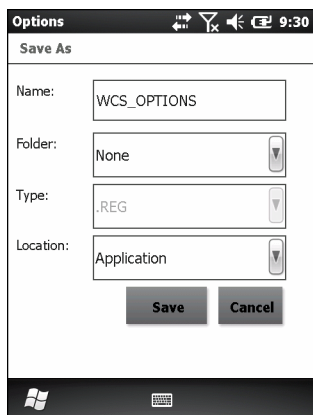 Options 9:30
Save As
Name: WCS_OPTIONS
Folder: None
Type: .REG
Location: Application
Save Cancel